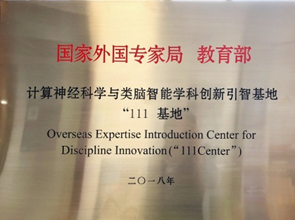 国家外国专家局 教育部
计算神经科学与类脑智能学科创新引智基地
“111 基地”
Overseas Expertise Introduction Center for
Discipline Innovation(“111Center”)
二〇一八年